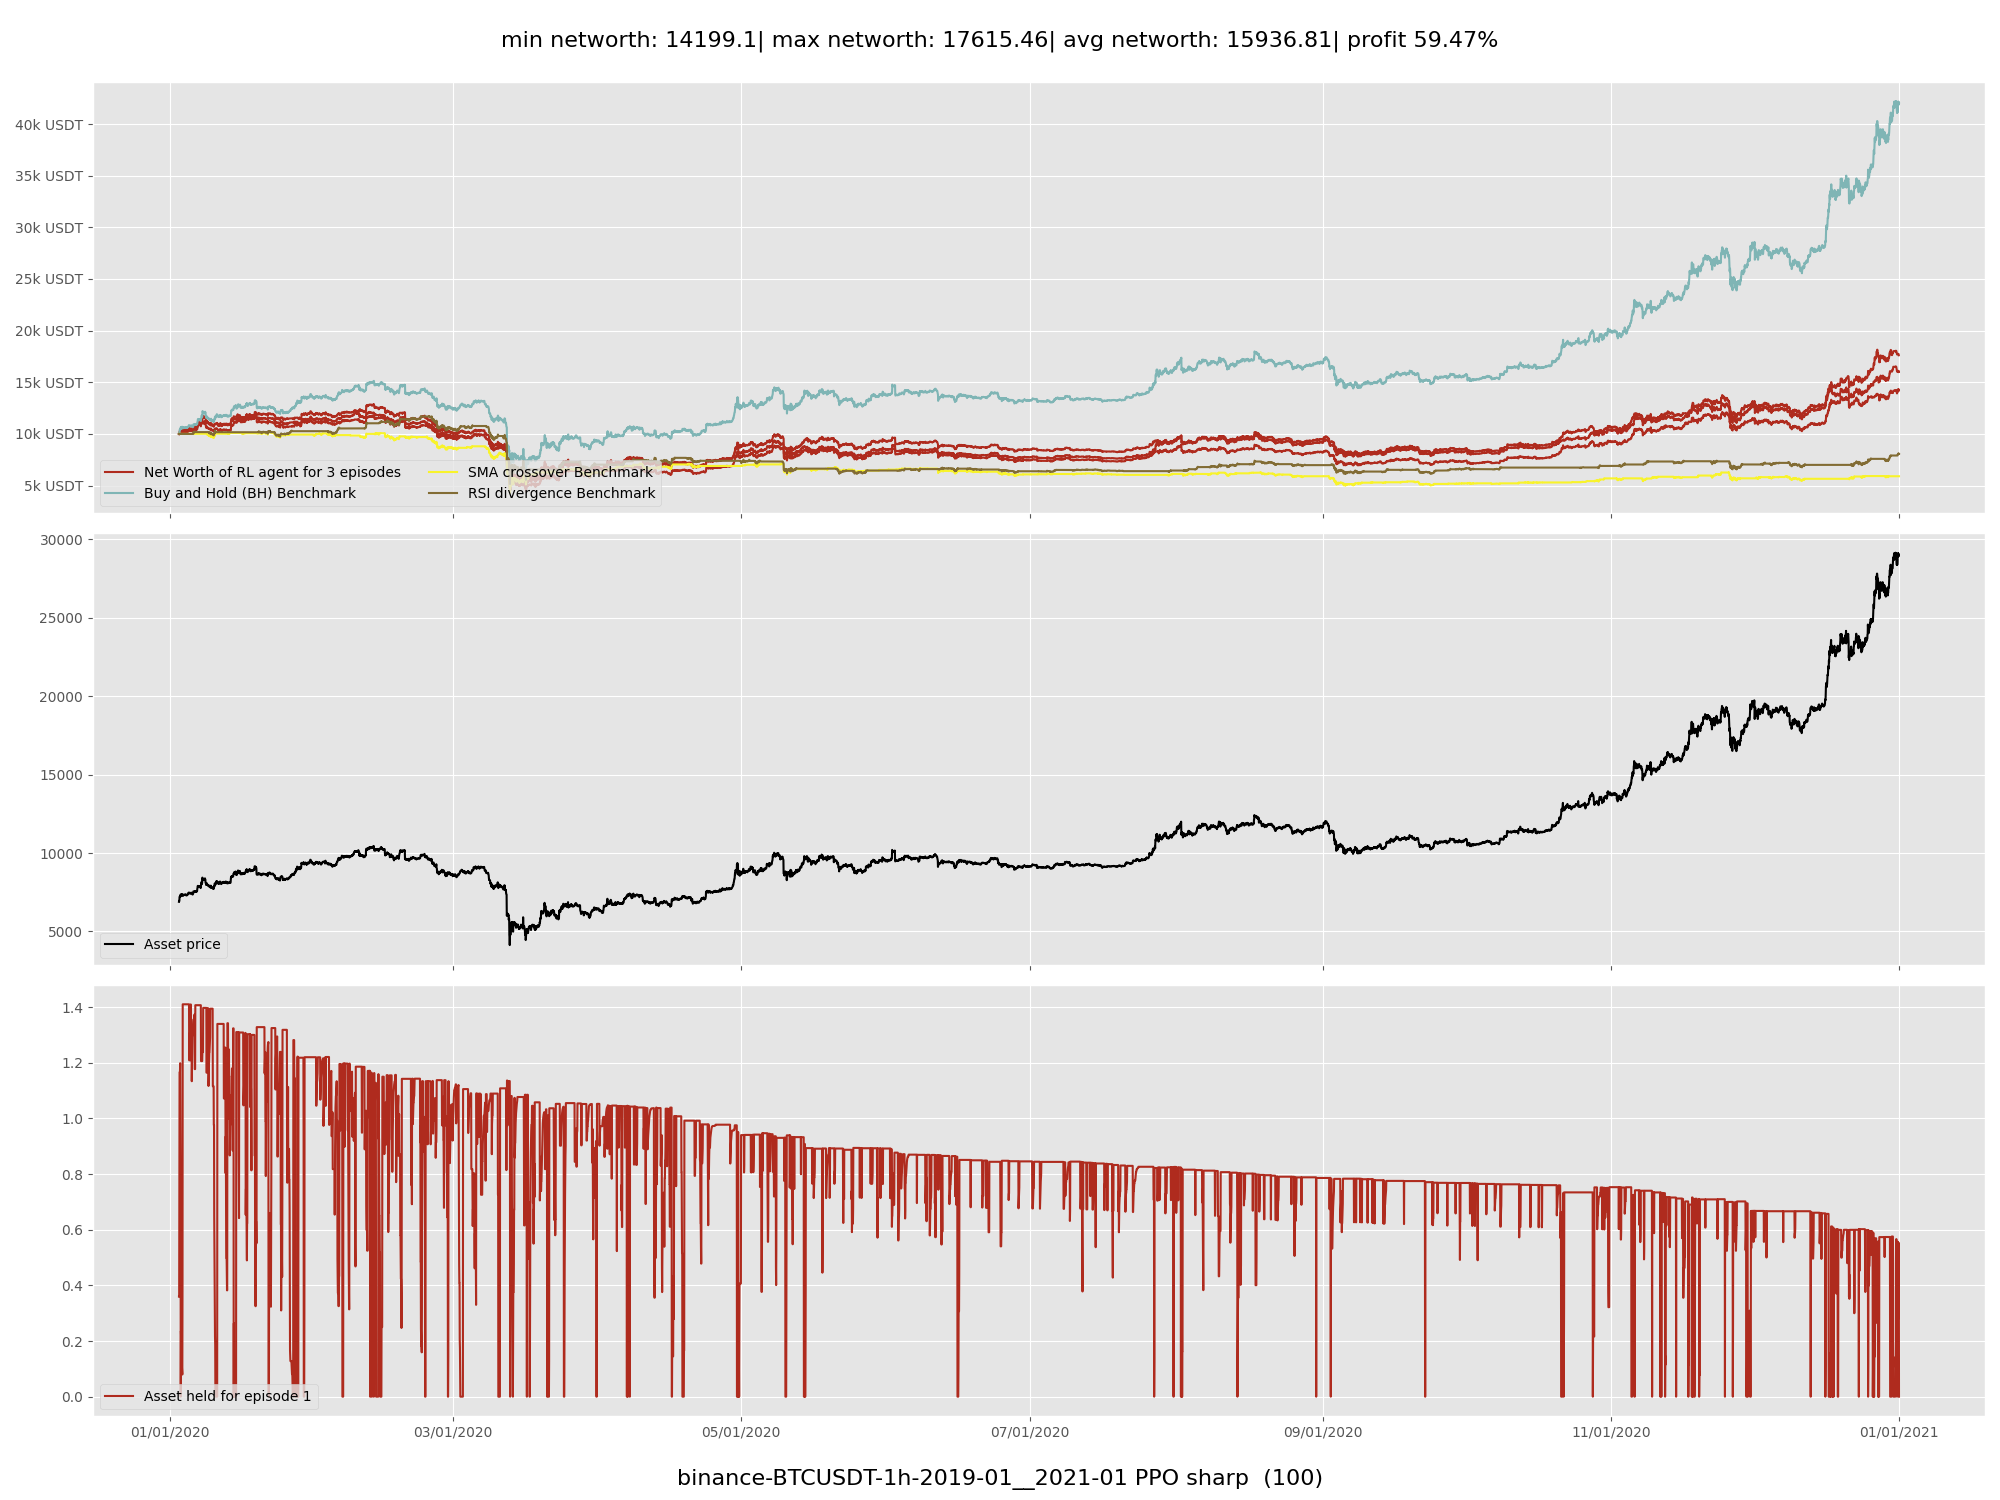 min networth: 14199.1| max networth: 17615.46| avg networth: 15936.81| profit 59.47%
40k USDT
35k USDT
30k USDT
25k USDT
20k USDT
15k USDT
10k USDT
5k USDT
Net Worth of RL agent for 3 episodes
Buy and Hold (BH) Benchmark
SMA crossover Benchmark
RSI divergence Benchmark
30000
25000
20000
15000
10000
5000
Asset price
1.4
1.2
1.0
0.8
0.6
0.4
0.2
0.0
Asset held for episode 1
01/01/2020 03/01/2020 05/01/2020 07/01/2020 09/01/2020 11/01/2020 01/01/2021
binance-BTCUSDT-1h-2019-01__2021-01 PPO sharp  (100)